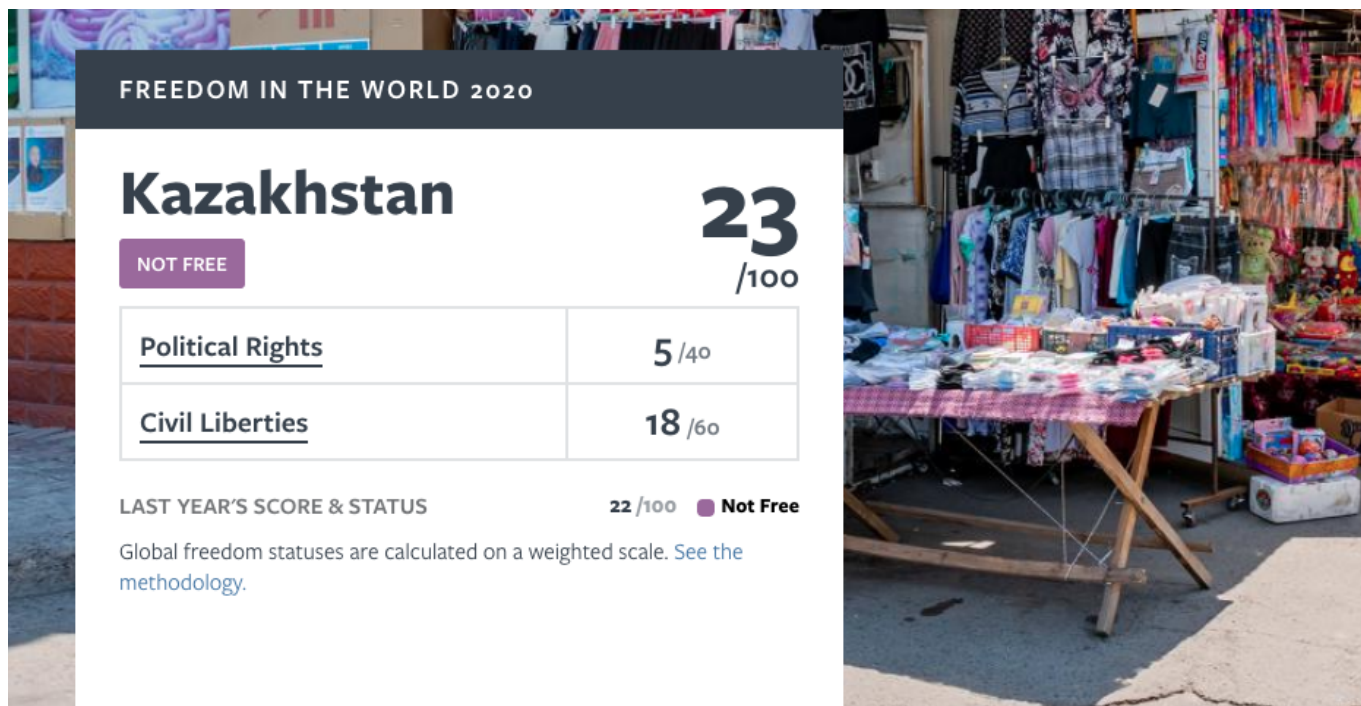 FREEDOM IN THE WORLD 2020
Kazakhstan
23
NOT FREE
/100
Political Rights
5 /40
Civil Liberties
18 /60
LAST YEAR'S SCORE & STATUS
22 /100 Not Free
Global freedom statuses are calculated on a weighted scale. See the
methodology.